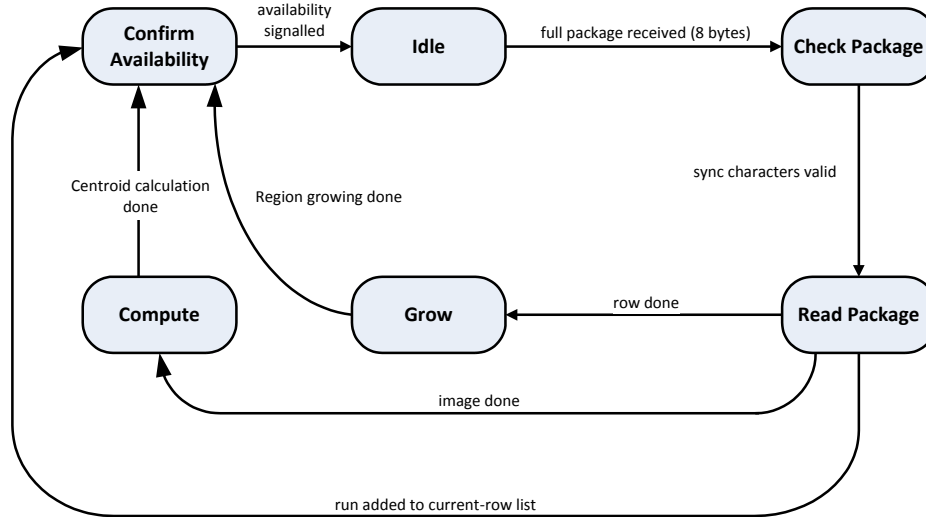 Confirm
Availability
availability
signalled
Idle
full package received (8 bytes)
Check Package
sync characters valid
Centroid calculation
done
Region growing done
Compute
Grow
row done
Read Package
image done
run added to current-row list